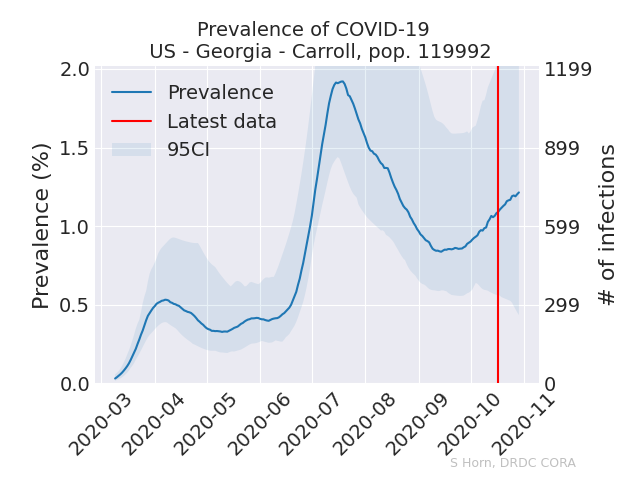 Prevalence of COVID-19
US - Georgia - Carroll, pop. 119992
Prevalence
Latest data
95CI
Prevalence (%)
2.0
1.5
1.0
0.5
0.0
1199
899
599
299
0
# of infections
2020-03
2020-04
2020-05
2020-06
2020-07
2020-08
2020-09
2020-10
2020-11
S Horn, DRDC CORA